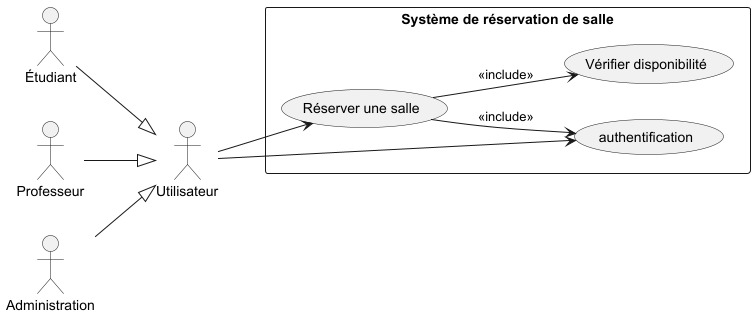 Système de réservation de salle
Étudiant
Vérifier disponibilité
«include»
Réserver une salle
«include»
authentification
Professeur
Utilisateur
Administration